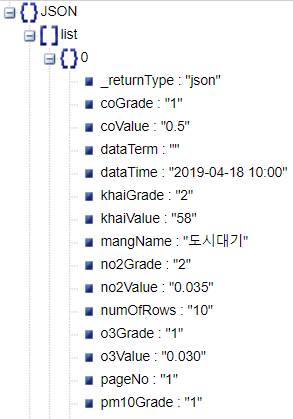 JSON
list
0
_returnType : "json"
coGrade : "1"
coValue : "0.5"
dataTerm : ""
dataTime : "2019-04-18 10:00"
khaiGrade : "2"
khaiValue : "58"
mangName : "도시대기"
no2Grade : "2"
no2Value : "0.035"
numOfRows : "10"
o3Grade : "1"
o3Value : "0.030"
pageNo : "1"
pm10Grade : "1"